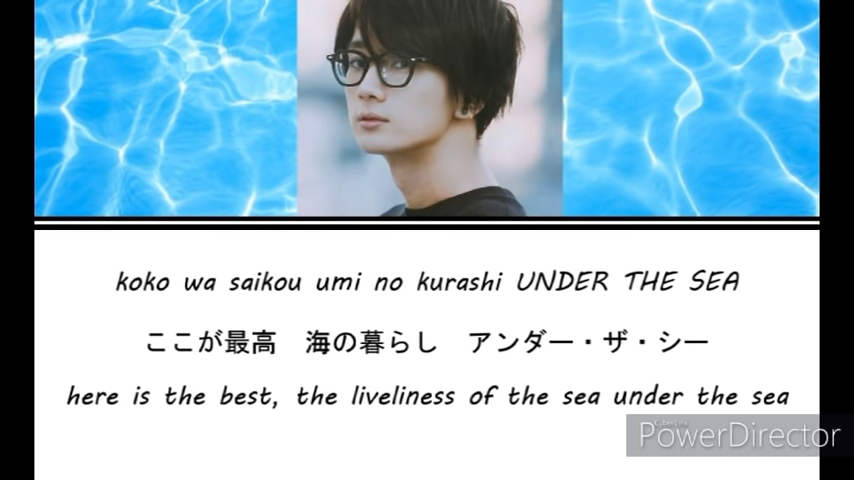 koko wa saikou umi no kurashi UNDER THE SEA
ここが最高　海の暮らし　アンダー・ザ・シー
here is the best, the liveliness of the sea under the sea
CyberLink
PowerDirector